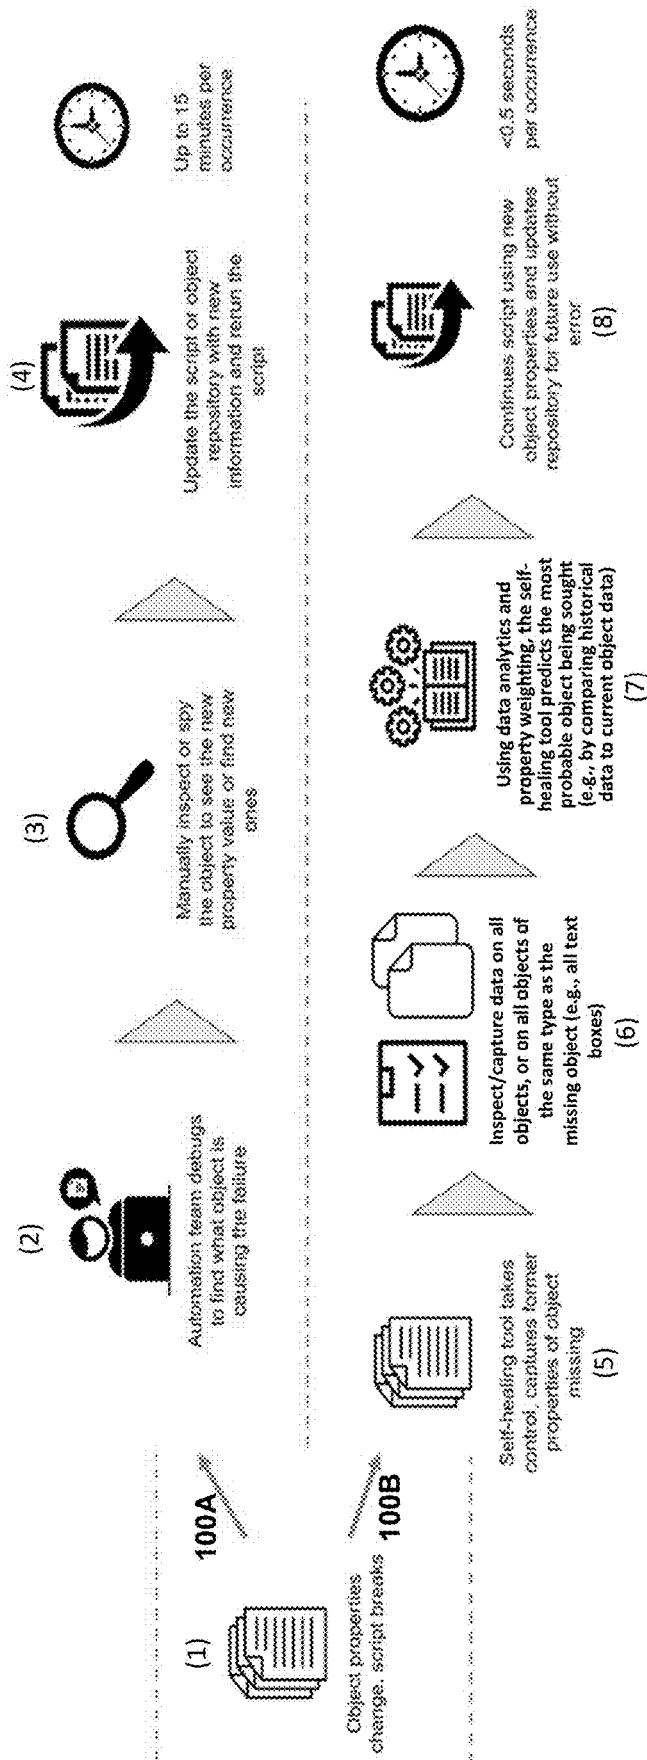 (1)
Object properties
change, script breaks
100A
100B
(2)
Automation team debugs
to find what object is
causing the failure
(3)
Manually inspect or spy
the object to see the new
property value or find new
ones
(4)
Update the script or object
repository with new
information and rerun the
script
Up to 15
minutes per
occurrence
Self-healing tool takes
control, captures former
properties of object
missing
(5)
Inspect/capture data on all
objects, or on all objects of
the same type as the
missing object (e.g., all text
boxes)
(6)
Using data analytics and
property weighting, the self-
healing tool predicts the most
probable object being sought
(e.g., by comparing historical
data to current object data)
(7)
Continues script using new
object properties and updates
repository for future use without
error
(8)
<0.5 seconds
per occurrence